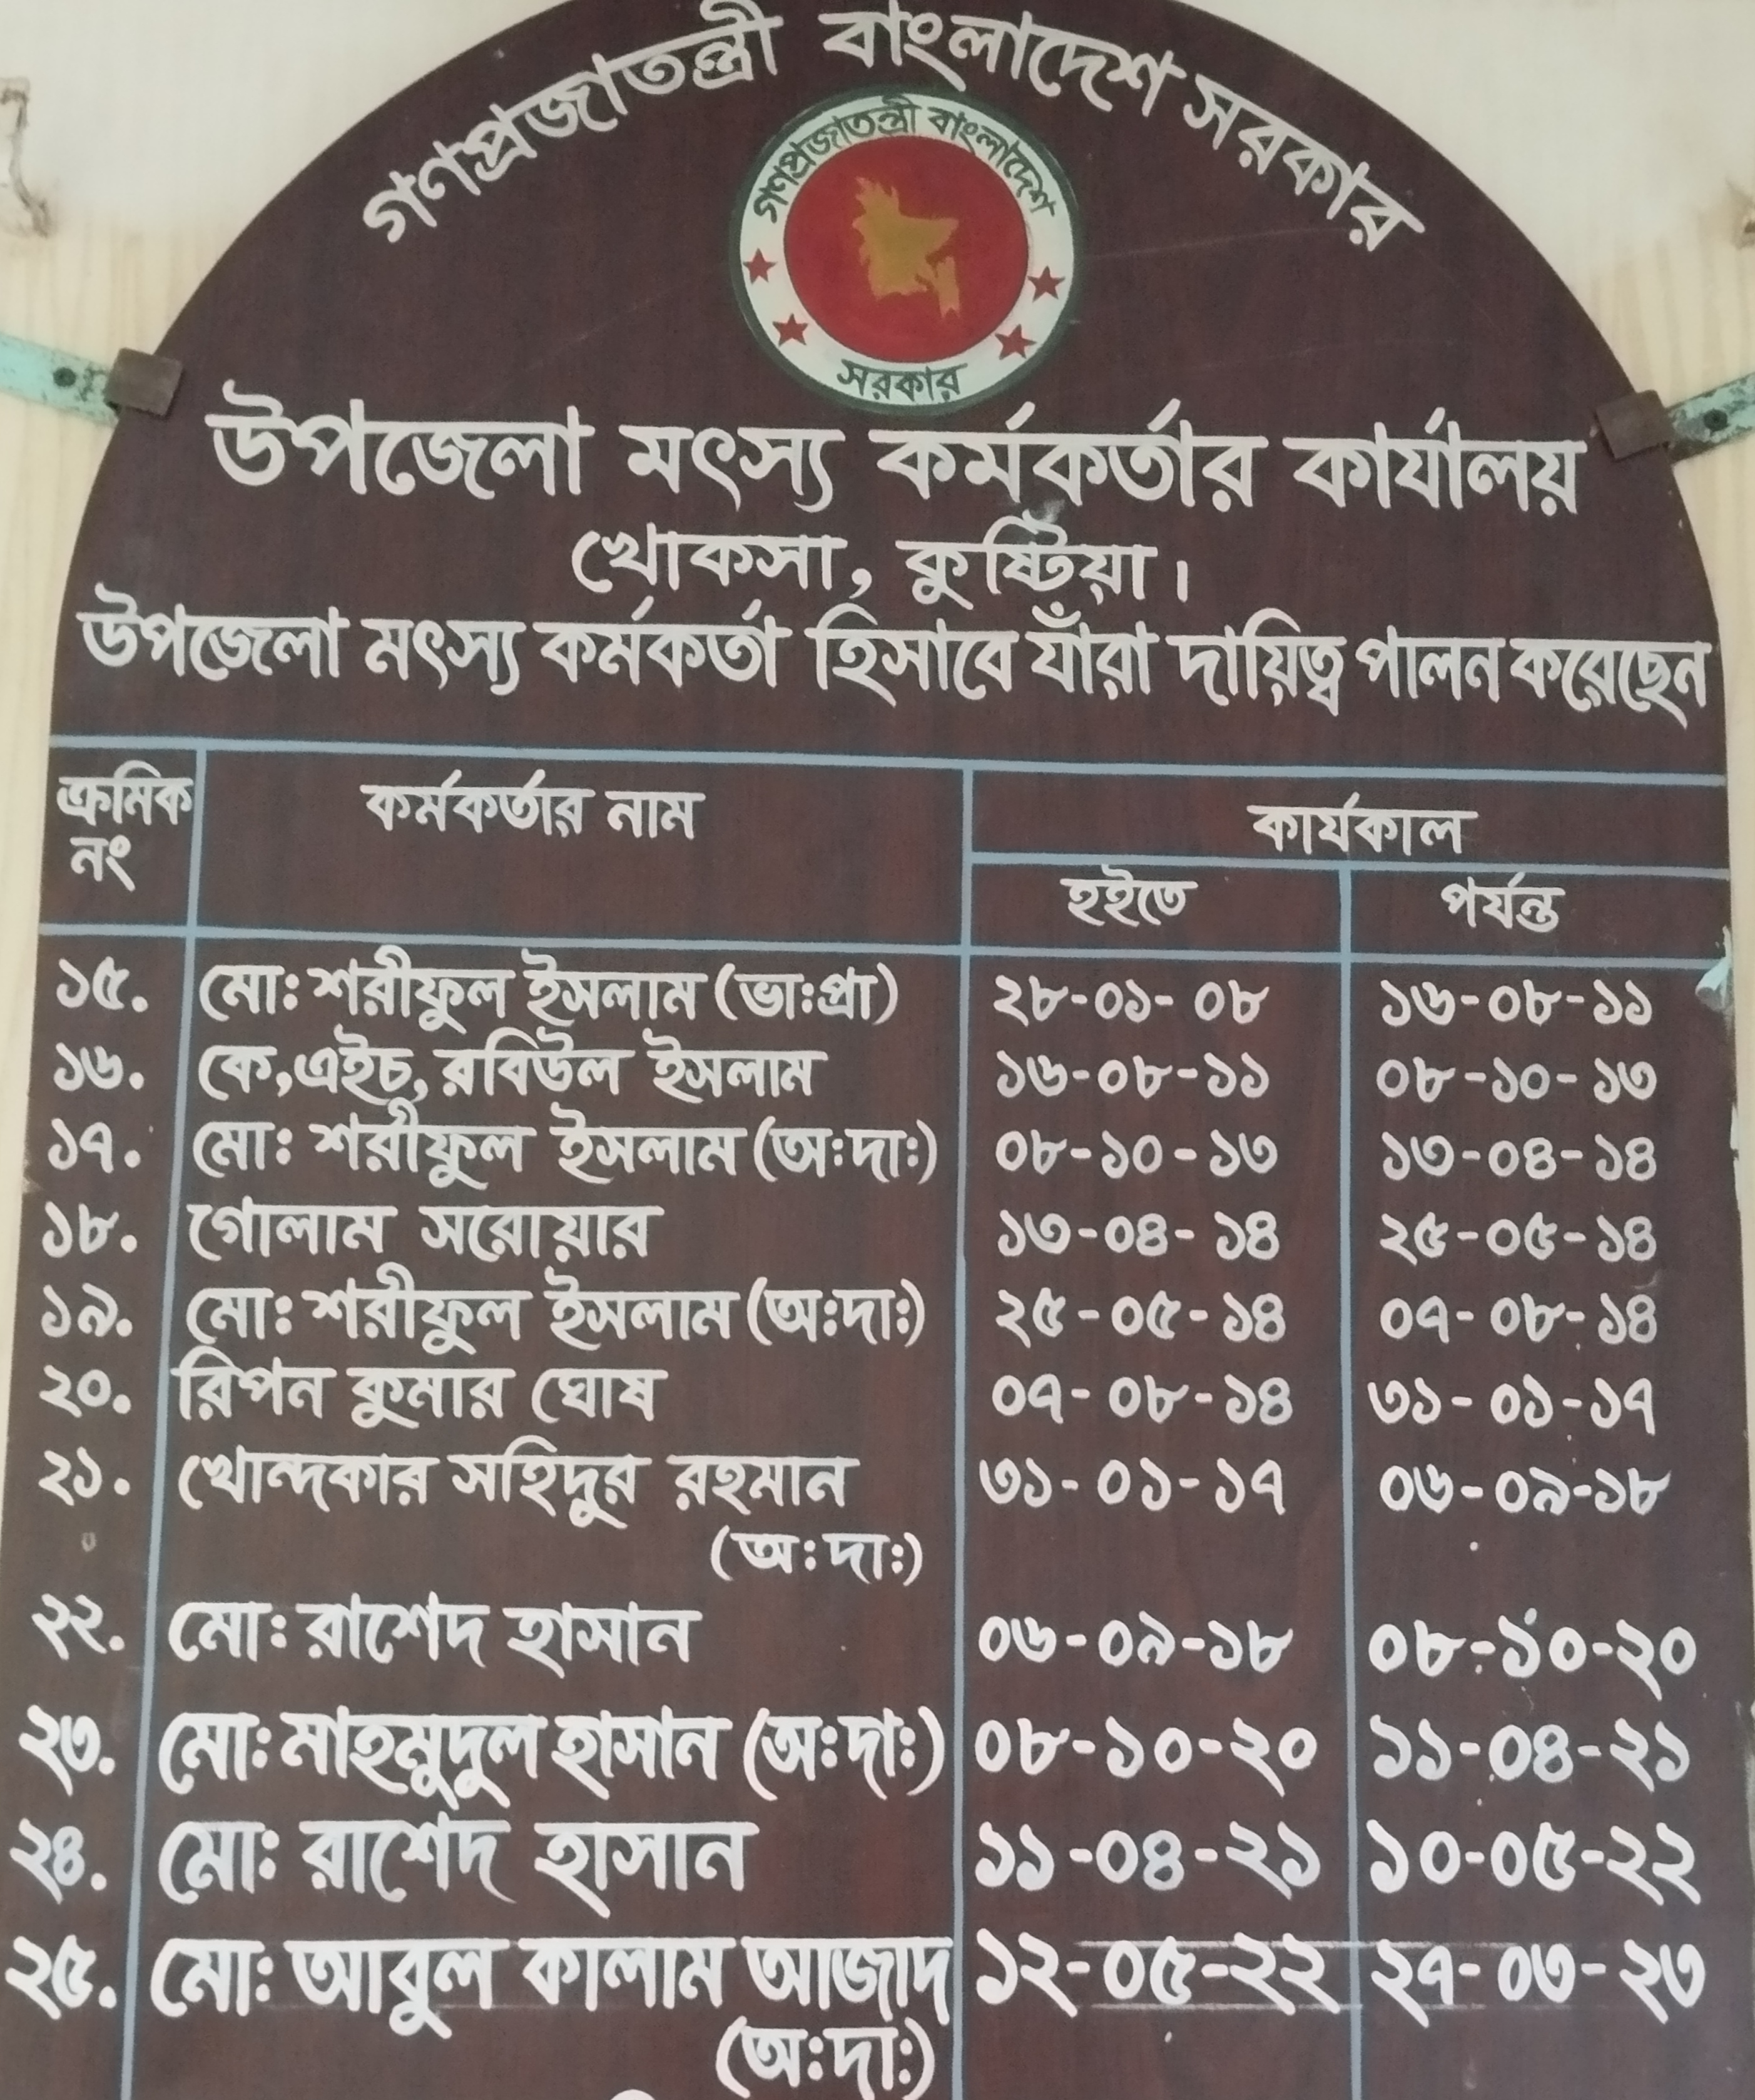 গণপ্রজাতন্ত্রী বাংলাদেশ সরকার
গণপ্রজাতন্ত্রী বাংলাদেশ
সরকার
উপজেলা মৎস্য কর্মকর্তার কার্যালয়
খোকসা, কুষ্টিয়া।
উপজেলা মৎস্য কর্মকর্তা হিসাবে যাঁরা দায়িত্ব পালন করেছেন
ক্রমিক নং কর্মকর্তার নাম কার্যকাল
হইতে পর্যন্ত
১৫. মো: শরীফুল ইসলাম (ভা:প্রা) ২৮-০১-০৮ ১৬-০৮-১১
১৬. কে,এইচ, রবিউল ইসলাম ১৬-০৮-১১ ০৮-১০-১৩
১৭. মো: শরীফুল ইসলাম (অ:দা:) ০৮-১০-১৩ ১৩-০৪-১৪
১৮. গোলাম সরোয়ার ১৩-০৪-১৪ ২৫-০৫-১৪
১৯. মো: শরীফুল ইসলাম (অ:দা:) ২৫-০৫-১৪ ০৭-০৮-১৪
২০. রিপন কুমার ঘোষ ০৭-০৮-১৪ ৩১-০১-১৭
২১. খোন্দকার সহিদুর রহমান ৩১-০১-১৭ ০৬-০৯-১৮
(অ:দা:)
২২. মো: রাশেদ হাসান ০৬-০৯-১৮ ০৮-১০-২০
২৩. মো: মাহমুদুল হাসান (অ:দা:) ০৮-১০-২০ ১১-০৪-২১
২৪. মো: রাশেদ হাসান ১১-০৪-২১ ১০-০৫-২২
২৫. মো: আবুল কালাম আজাদ ১২-০৫-২২ ২৭-০৩-২৩
(অ:দা:)